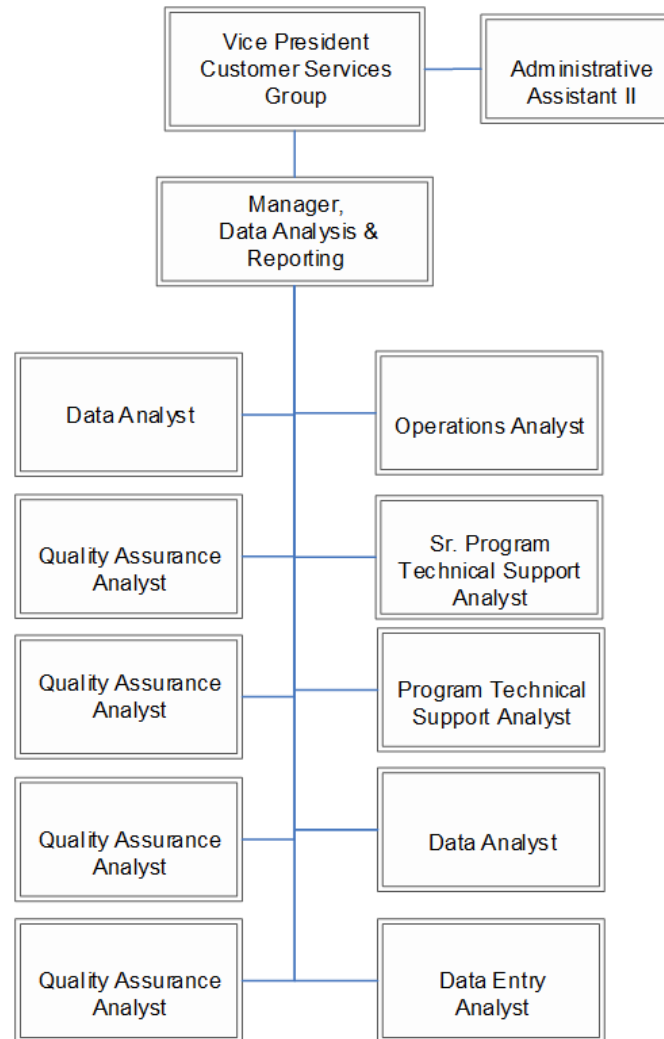 Vice President
Customer Services
Group
Administrative
Assistant II
Manager,
Data Analysis &
Reporting
Data Analyst
Operations Analyst
Quality Assurance
Analyst
Sr. Program
Technical Support
Analyst
Quality Assurance
Analyst
Program Technical
Support Analyst
Quality Assurance
Analyst
Data Analyst
Quality Assurance
Analyst
Data Entry
Analyst